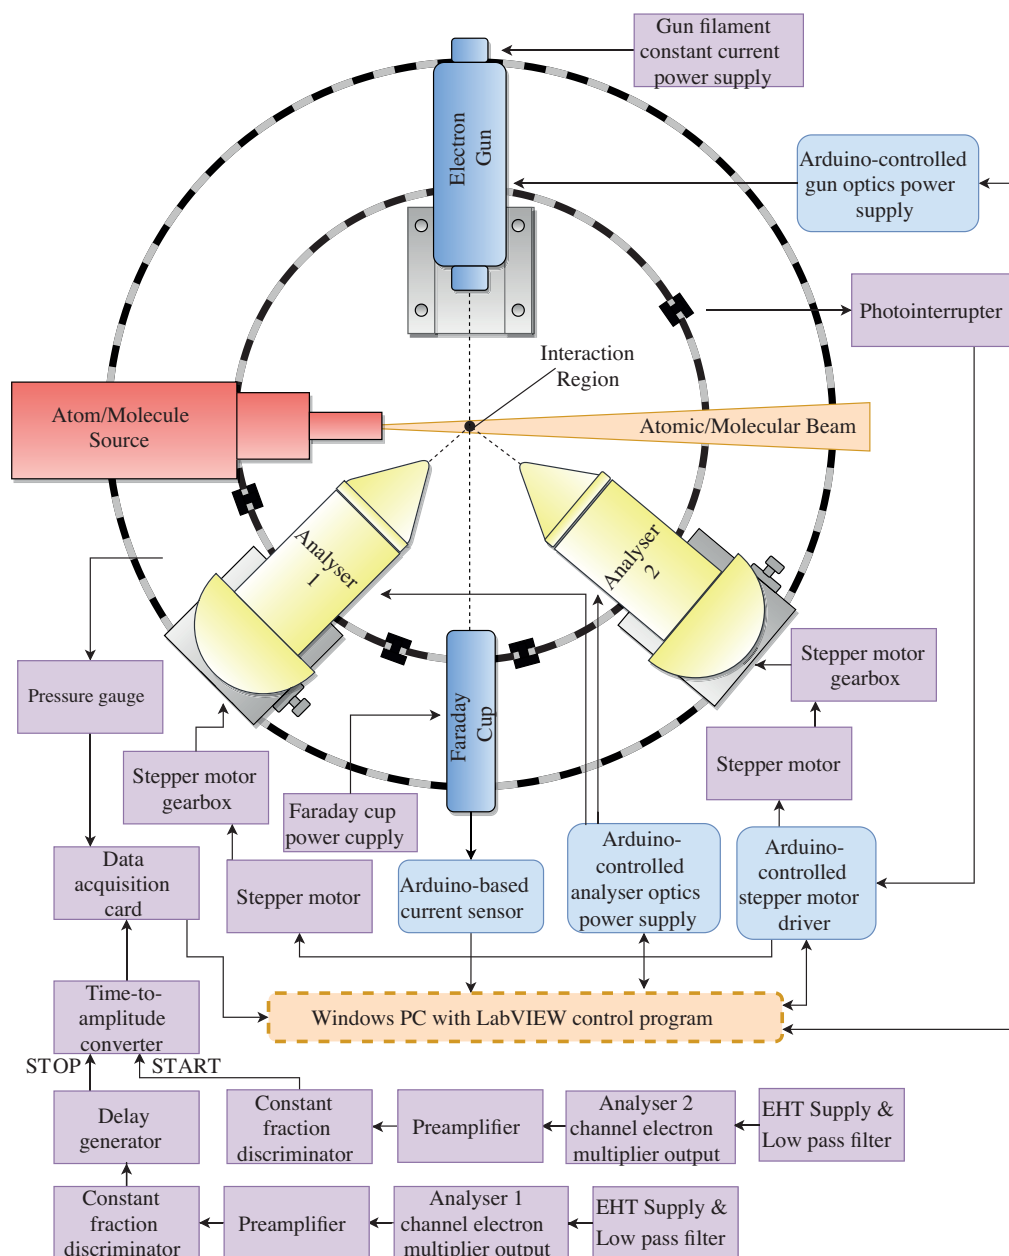 Gun filament
constant current
power supply
Electron
Gun
Arduino-controlled
gun optics power
supply
Photointerrupter
Interaction
Region
Atom/Molecule
Source
Atomic/Molecular Beam
Analyser
1
Analyser
2
Faraday
Cup
Pressure gauge
Stepper motor
gearbox
Stepper motor
gearbox
Stepper motor
Faraday cup
power cupply
Data
acquisition
card
Stepper motor
Arduino-based
current sensor
Arduino-
controlled
analyser optics
power supply
Arduino-
controlled
stepper motor
driver
Time-to-
amplitude
converter
Windows PC with LabVIEW control program
STOP
START
Delay
generator
Constant
fraction
discriminator
Preamplifier
Analyser 2
channel electron
multiplier output
EHT Supply &
Low pass filter
Constant
fraction
discriminator
Preamplifier
Analyser 1
channel electron
multiplier output
EHT Supply &
Low pass filter